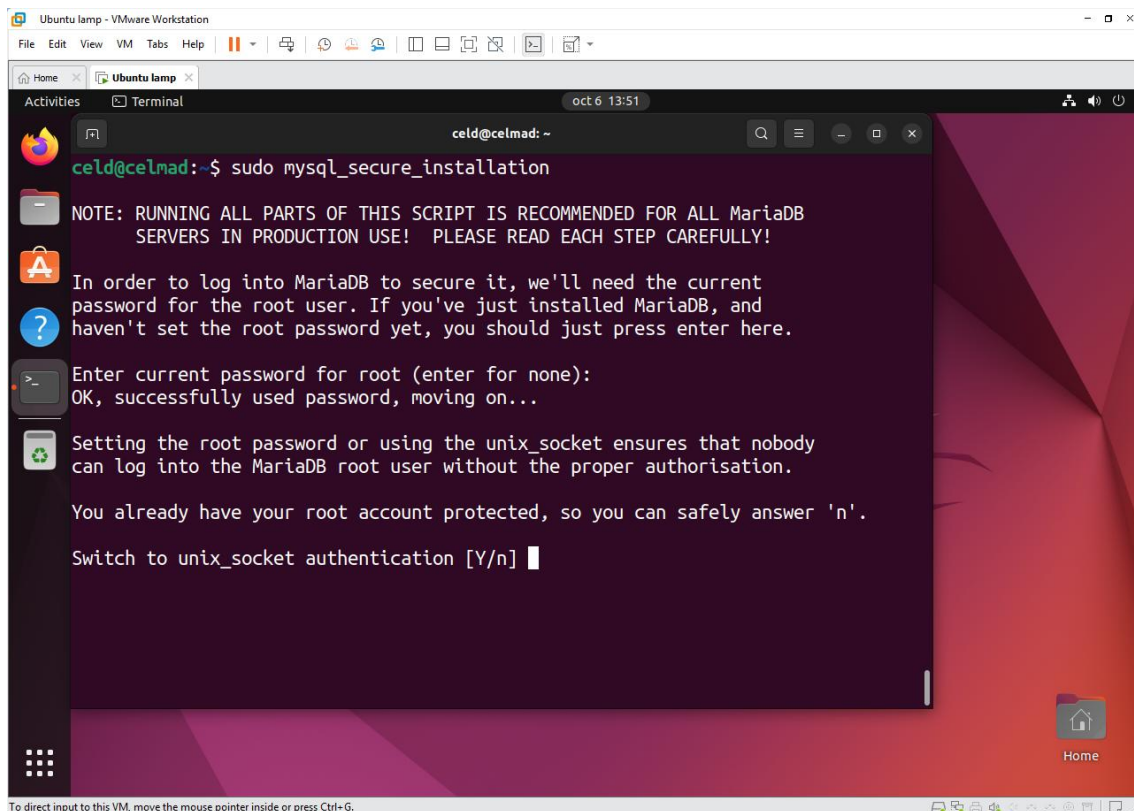 Ubuntu lamp - VMware Workstation
File Edit View VM Tabs Help
Home Ubuntu lamp
Activities Terminal oct 6 13:51
celd@celmad: ~
celd@celmad:~$ sudo mysql_secure_installation
NOTE: RUNNING ALL PARTS OF THIS SCRIPT IS RECOMMENDED FOR ALL MariaDB
SERVERS IN PRODUCTION USE! PLEASE READ EACH STEP CAREFULLY!
In order to log into MariaDB to secure it, we'll need the current
password for the root user. If you've just installed MariaDB, and
haven't set the root password yet, you should just press enter here.
Enter current password for root (enter for none):
OK, successfully used password, moving on...
Setting the root password or using the unix_socket ensures that nobody
can log into the MariaDB root user without the proper authorisation.
You already have your root account protected, so you can safely answer 'n'.
Switch to unix_socket authentication [Y/n]
Home
To direct input to this VM, move the mouse pointer inside or press Ctrl+G.